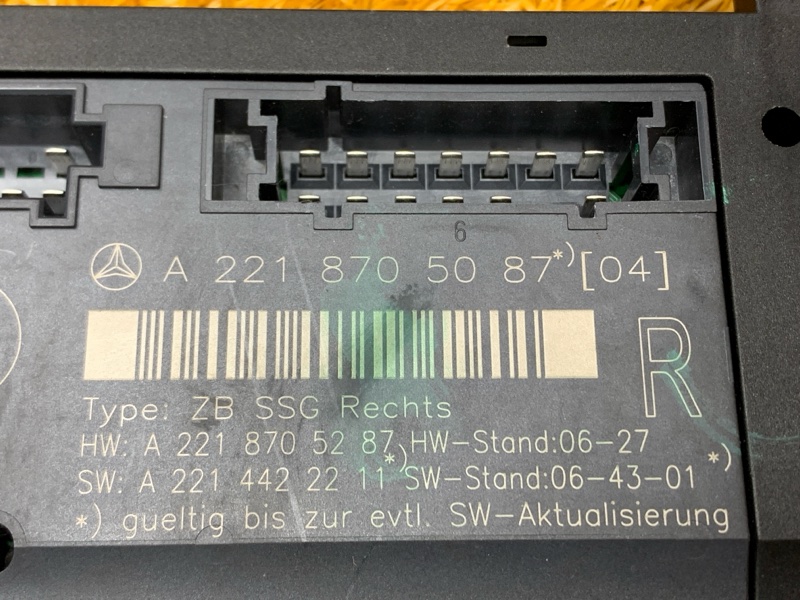 6
A 221 870 50 87*)[04]
R
Type: ZB SSG Rechts
HW: A 221 870 52 87 HW-Stand:06-27
SW: A 221 442 22 11*) SW-Stand:06-43-01 *)
*) gueltig bis zur evtl. SW-Aktualisierung